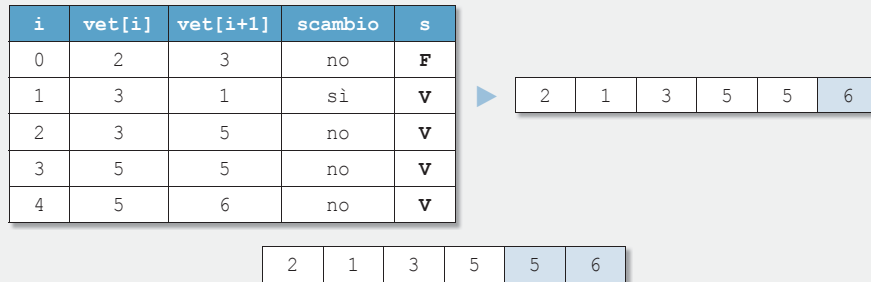 i vet[i] vet[i+1] scambio s
0 2 3 no F
1 3 1 sì V
2 3 5 no V
3 5 5 no V
4 5 6 no V
2 1 3 5 5 6
2 1 3 5 5 6